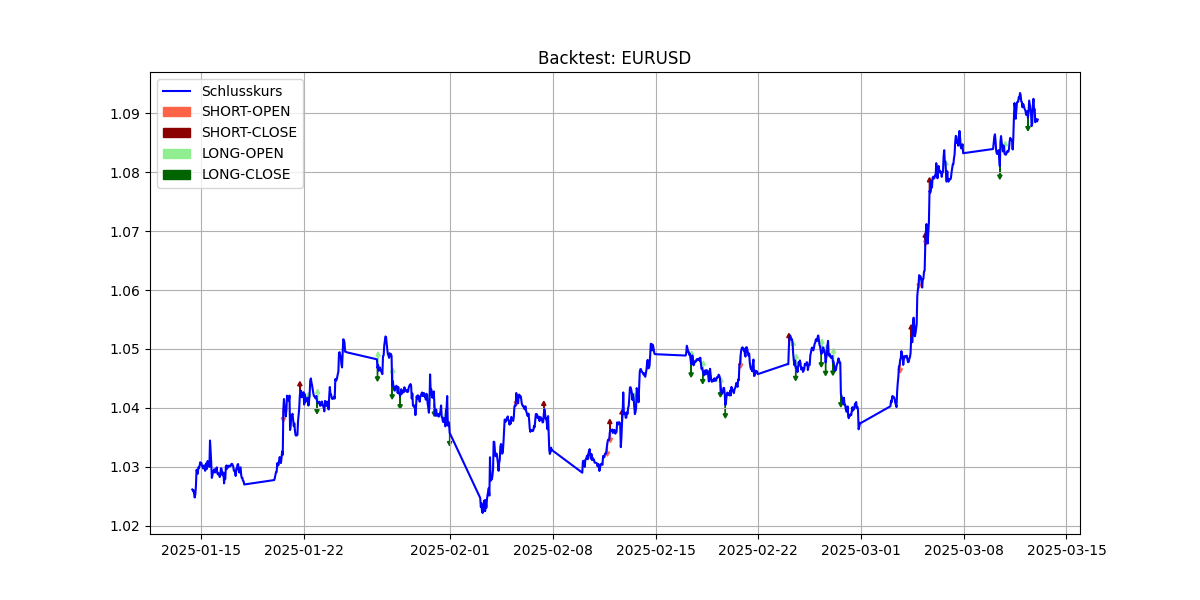 Backtest: EURUSD
Schlusskurs
SHORT-OPEN
SHORT-CLOSE
LONG-OPEN
LONG-CLOSE
1.09
1.08
1.07
1.06
1.05
1.04
1.03
1.02
2025-01-15
2025-01-22
2025-02-01
2025-02-08
2025-02-15
2025-02-22
2025-03-01
2025-03-08
2025-03-15